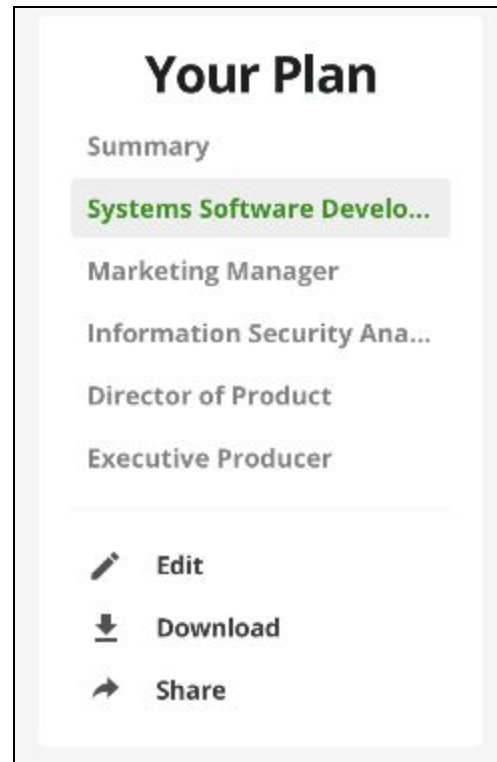 Your Plan
Summary
Systems Software Develo...
Marketing Manager
Information Security Ana...
Director of Product
Executive Producer
Edit
Download
Share